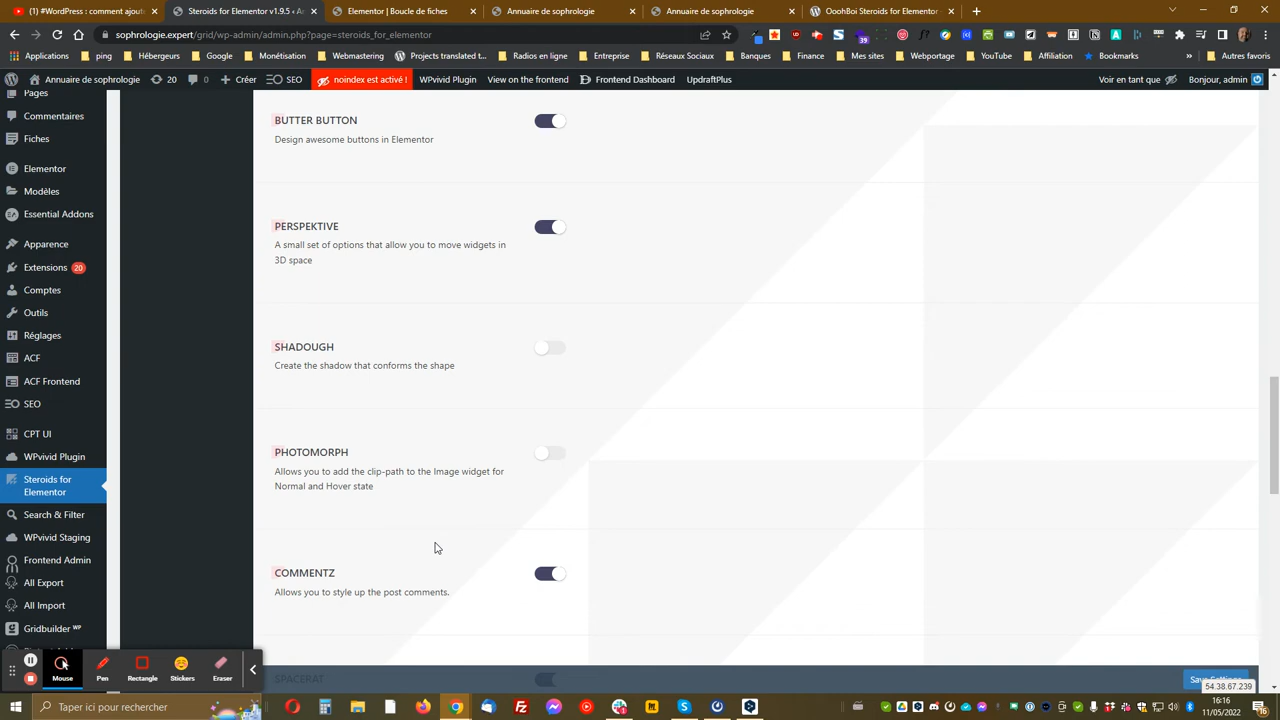 (1) #WordPress : comment ajoute
Steroids for Elementor v1.9.5 ‹ An
Elementor | Boucle de fiches
Annuaire de sophrologie
Annuaire de sophrologie
OoohBoi Steroids for Elementor –
sophrologie.expert/grid/wp-admin/admin.php?page=steroids_for_elementor
Applications
ping
Hébergeurs
Monétisation
Webmastering
Projects translated t...
Radios en ligne
Entreprise
Réseaux Sociaux
Banques
Finances
Mes sites
Webportage
YouTube
Affiliation
Bookmarks
»
Autres favoris
Annuaire de sophrologie
20
0
Créer
SEO
noindex est activé !
WPvivid Plugin
View on the frontend
Frontend Dashboard
UpdraftPlus
Voir en tant que
Bonjour, admin
Pages
Commentaires
Fiches
Elementor
Modèles
Essential Addons
Apparence
Extensions 20
Comptes
Outils
Réglages
ACF
ACF Frontend
SEO
CPT UI
WPvivid Plugin
Steroids for
Elementor
Search & Filter
WPvivid Staging
Frontend Admin
All Export
All Import
Gridbuilder WP
BUTTER BUTTON
Design awesome buttons in Elementor
PERSPEKTIVE
A small set of options that allow you to move widgets in
3D space
SHADOUGH
Create the shadow that conforms the shape
PHOTOMORPH
Allows you to add the clip-path to the Image widget for
Normal and Hover state
COMMENTZ
Allows you to style up the post comments.
SPACERAT
Save Settings
54.38.67.239
Mouse
Pen
Rectangle
Stickers
Eraser
Taper ici pour rechercher
16:16
11/05/2022